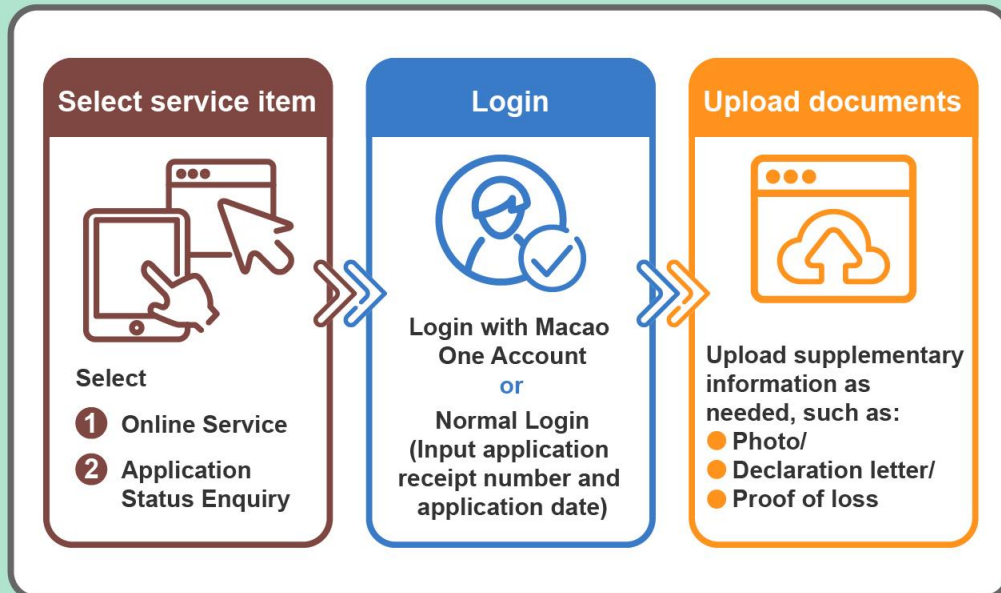 Select service item
Select
1 Online Service
2 Application
Status Enquiry
Login
Login with Macao
One Account
or
Normal Login
(Input application
receipt number and
application date)
Upload documents
Upload supplementary
information as
needed, such as:
Photo/
Declaration letter/
Proof of loss